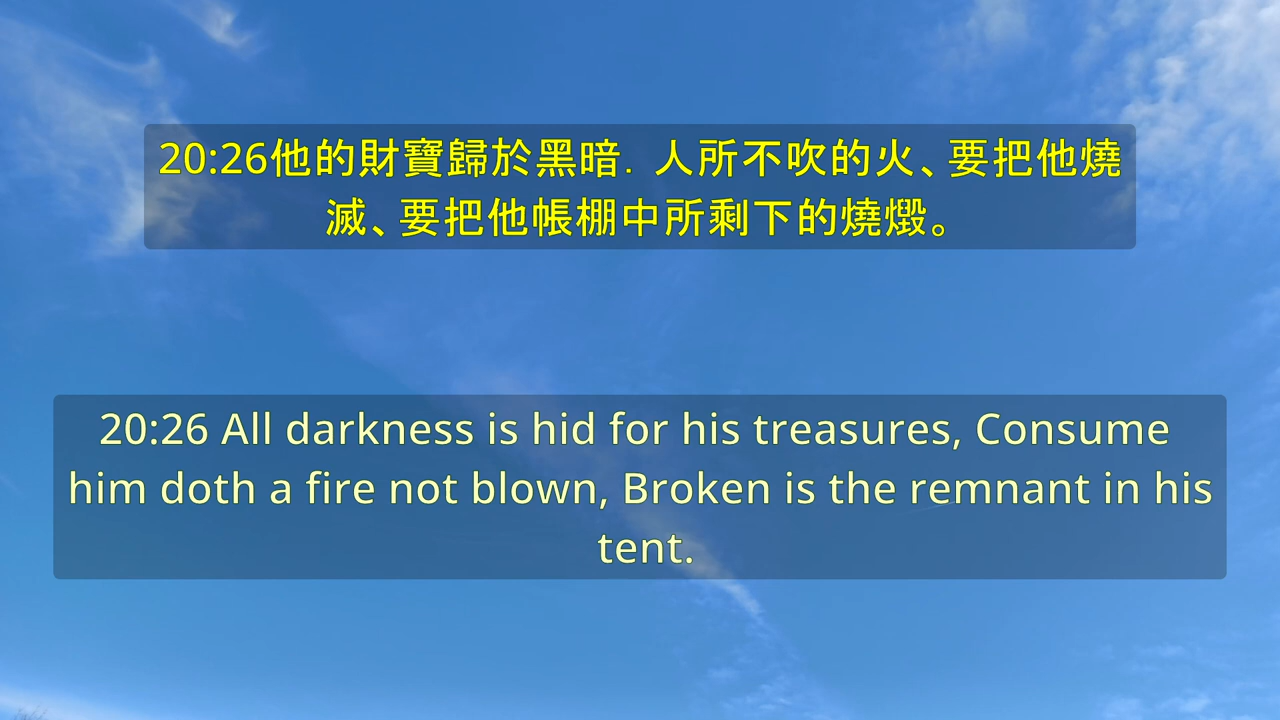 20:26他的財寶歸於黑暗．人所不吹的火、要把他燒
滅、要把他帳棚中所剩下的燒燬。
20:26 All darkness is hid for his treasures, Consume
him doth a fire not blown, Broken is the remnant in his
tent.